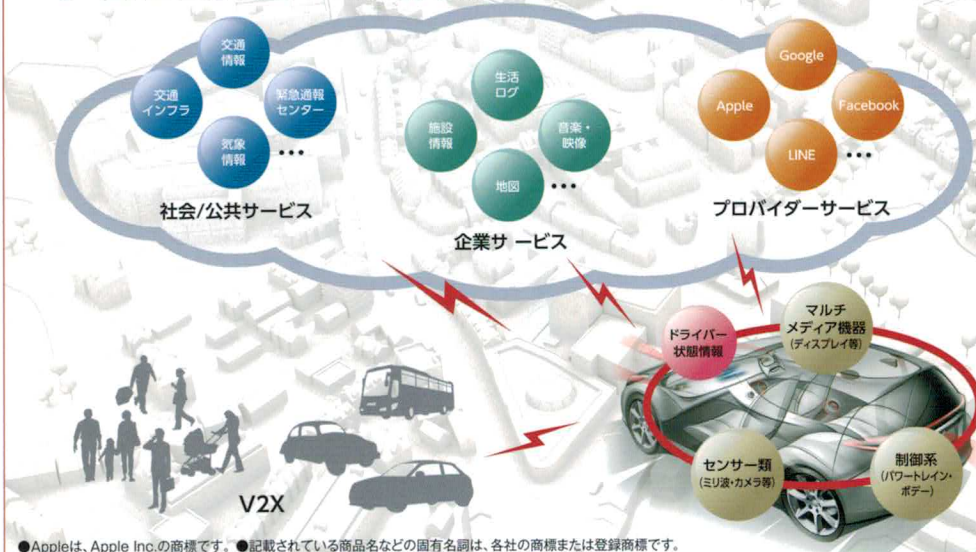 交通
情報
交通
インフラ
緊急通報
センター
気象
情報
•••
社会/公共サービス
生活
ログ
施設
情報
音楽・
映像
地図
•••
企業サービス
Google
Apple
Facebook
LINE
•••
プロバイダーサービス
ドライバー
状態情報
マルチ
メディア機器
(ディスプレイ等)
センサー類
(ミリ波・カメラ等)
制御系
(パワートレイン・
ボデー)
V2X
●Appleは、Apple Inc.の商標です。●記載されている商品名などの固有名詞は、各社の商標または登録商標です。